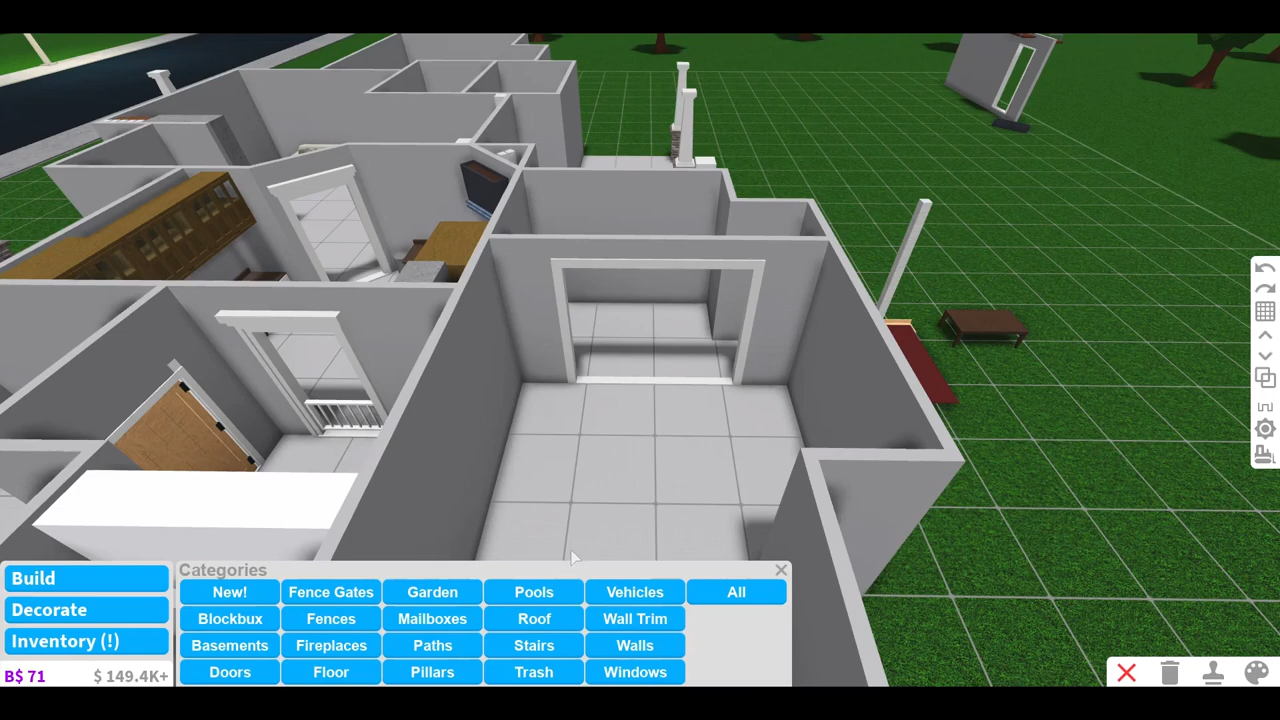 Build
Decorate
Inventory (!)
B$ 71 $ 149.4K+
Categories
New! Fence Gates Garden Pools Vehicles All
Blockbux Fences Mailboxes Roof Wall Trim
Basements Fireplaces Paths Stairs Walls
Doors Floor Pillars Trash Windows